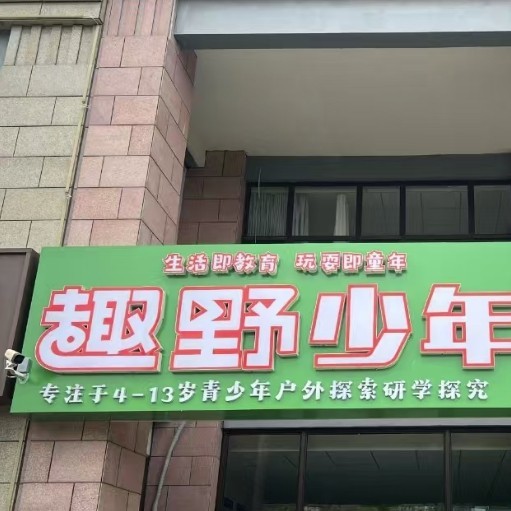 生活即教育 玩耍即童年
趣野少年
专注于4-13岁青少年户外探索研学探究